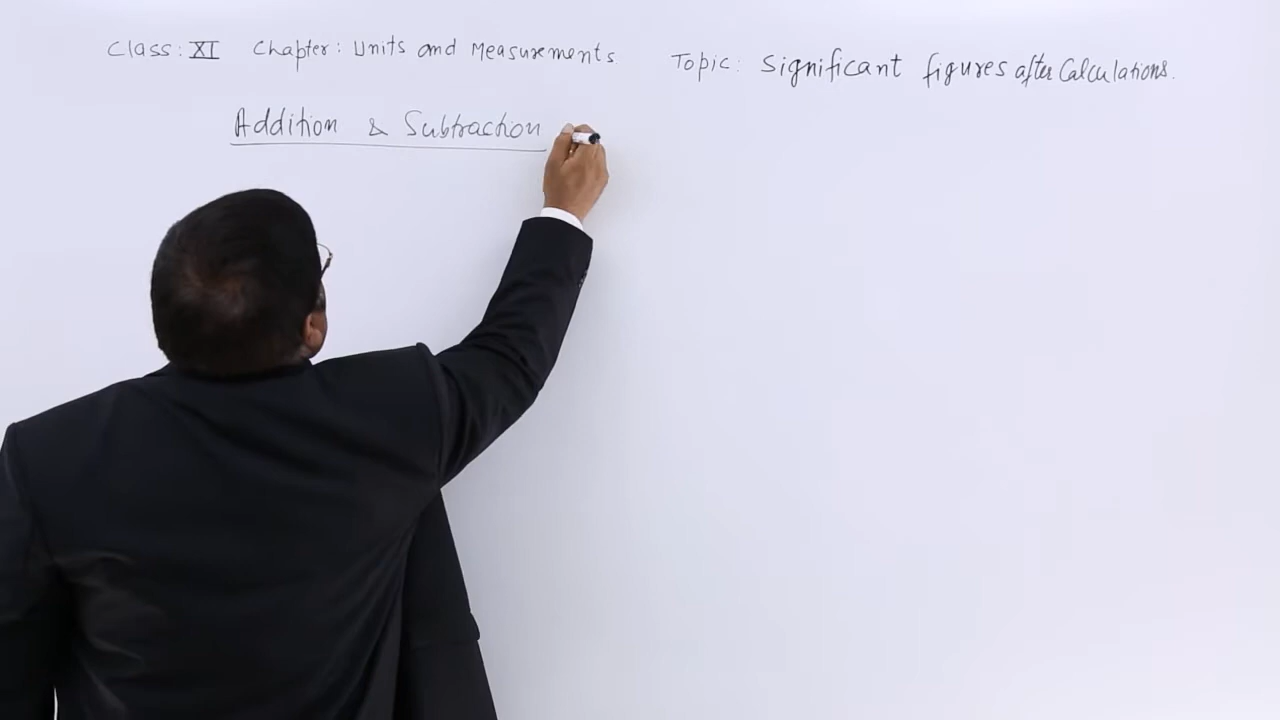 Class: XI Chapter: Units and Measurements. Topic: Significant figures after Calculations.
Addition & Subtraction